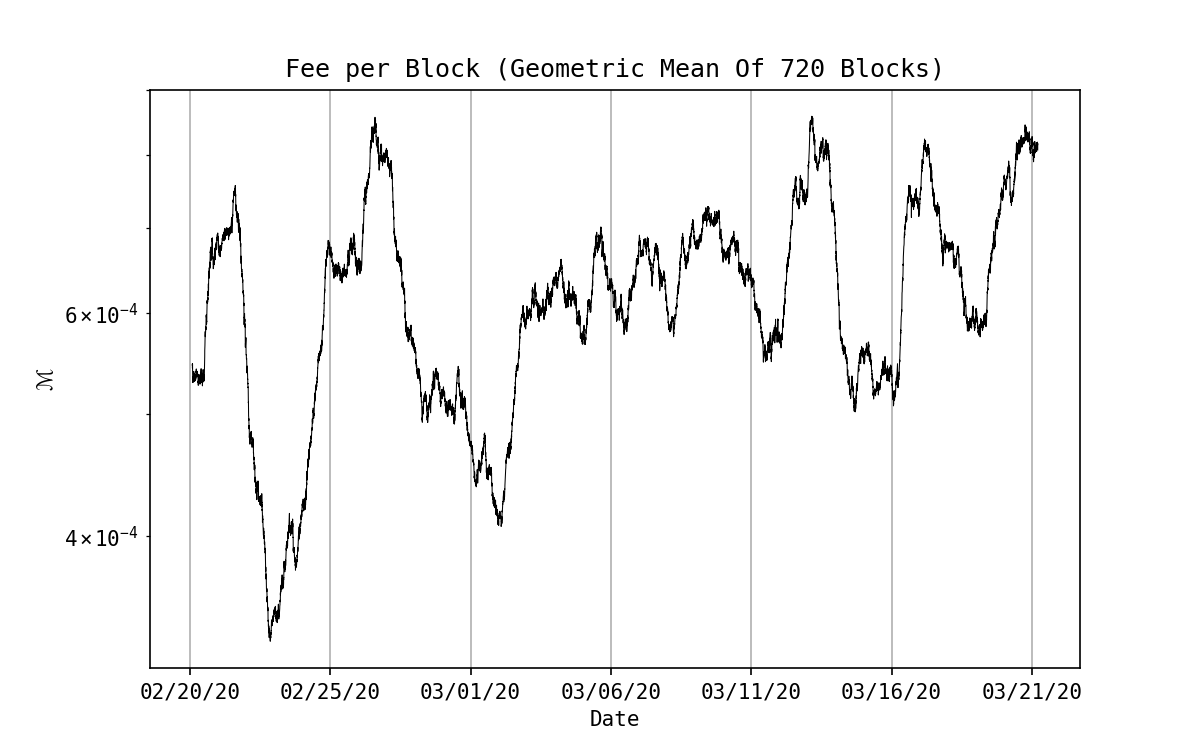 Fee per Block (Geometric Mean Of 720 Blocks)
6 × 10⁻⁴
ℳ
4 × 10⁻⁴
02/20/20 02/25/20 03/01/20 03/06/20 03/11/20 03/16/20 03/21/20
Date